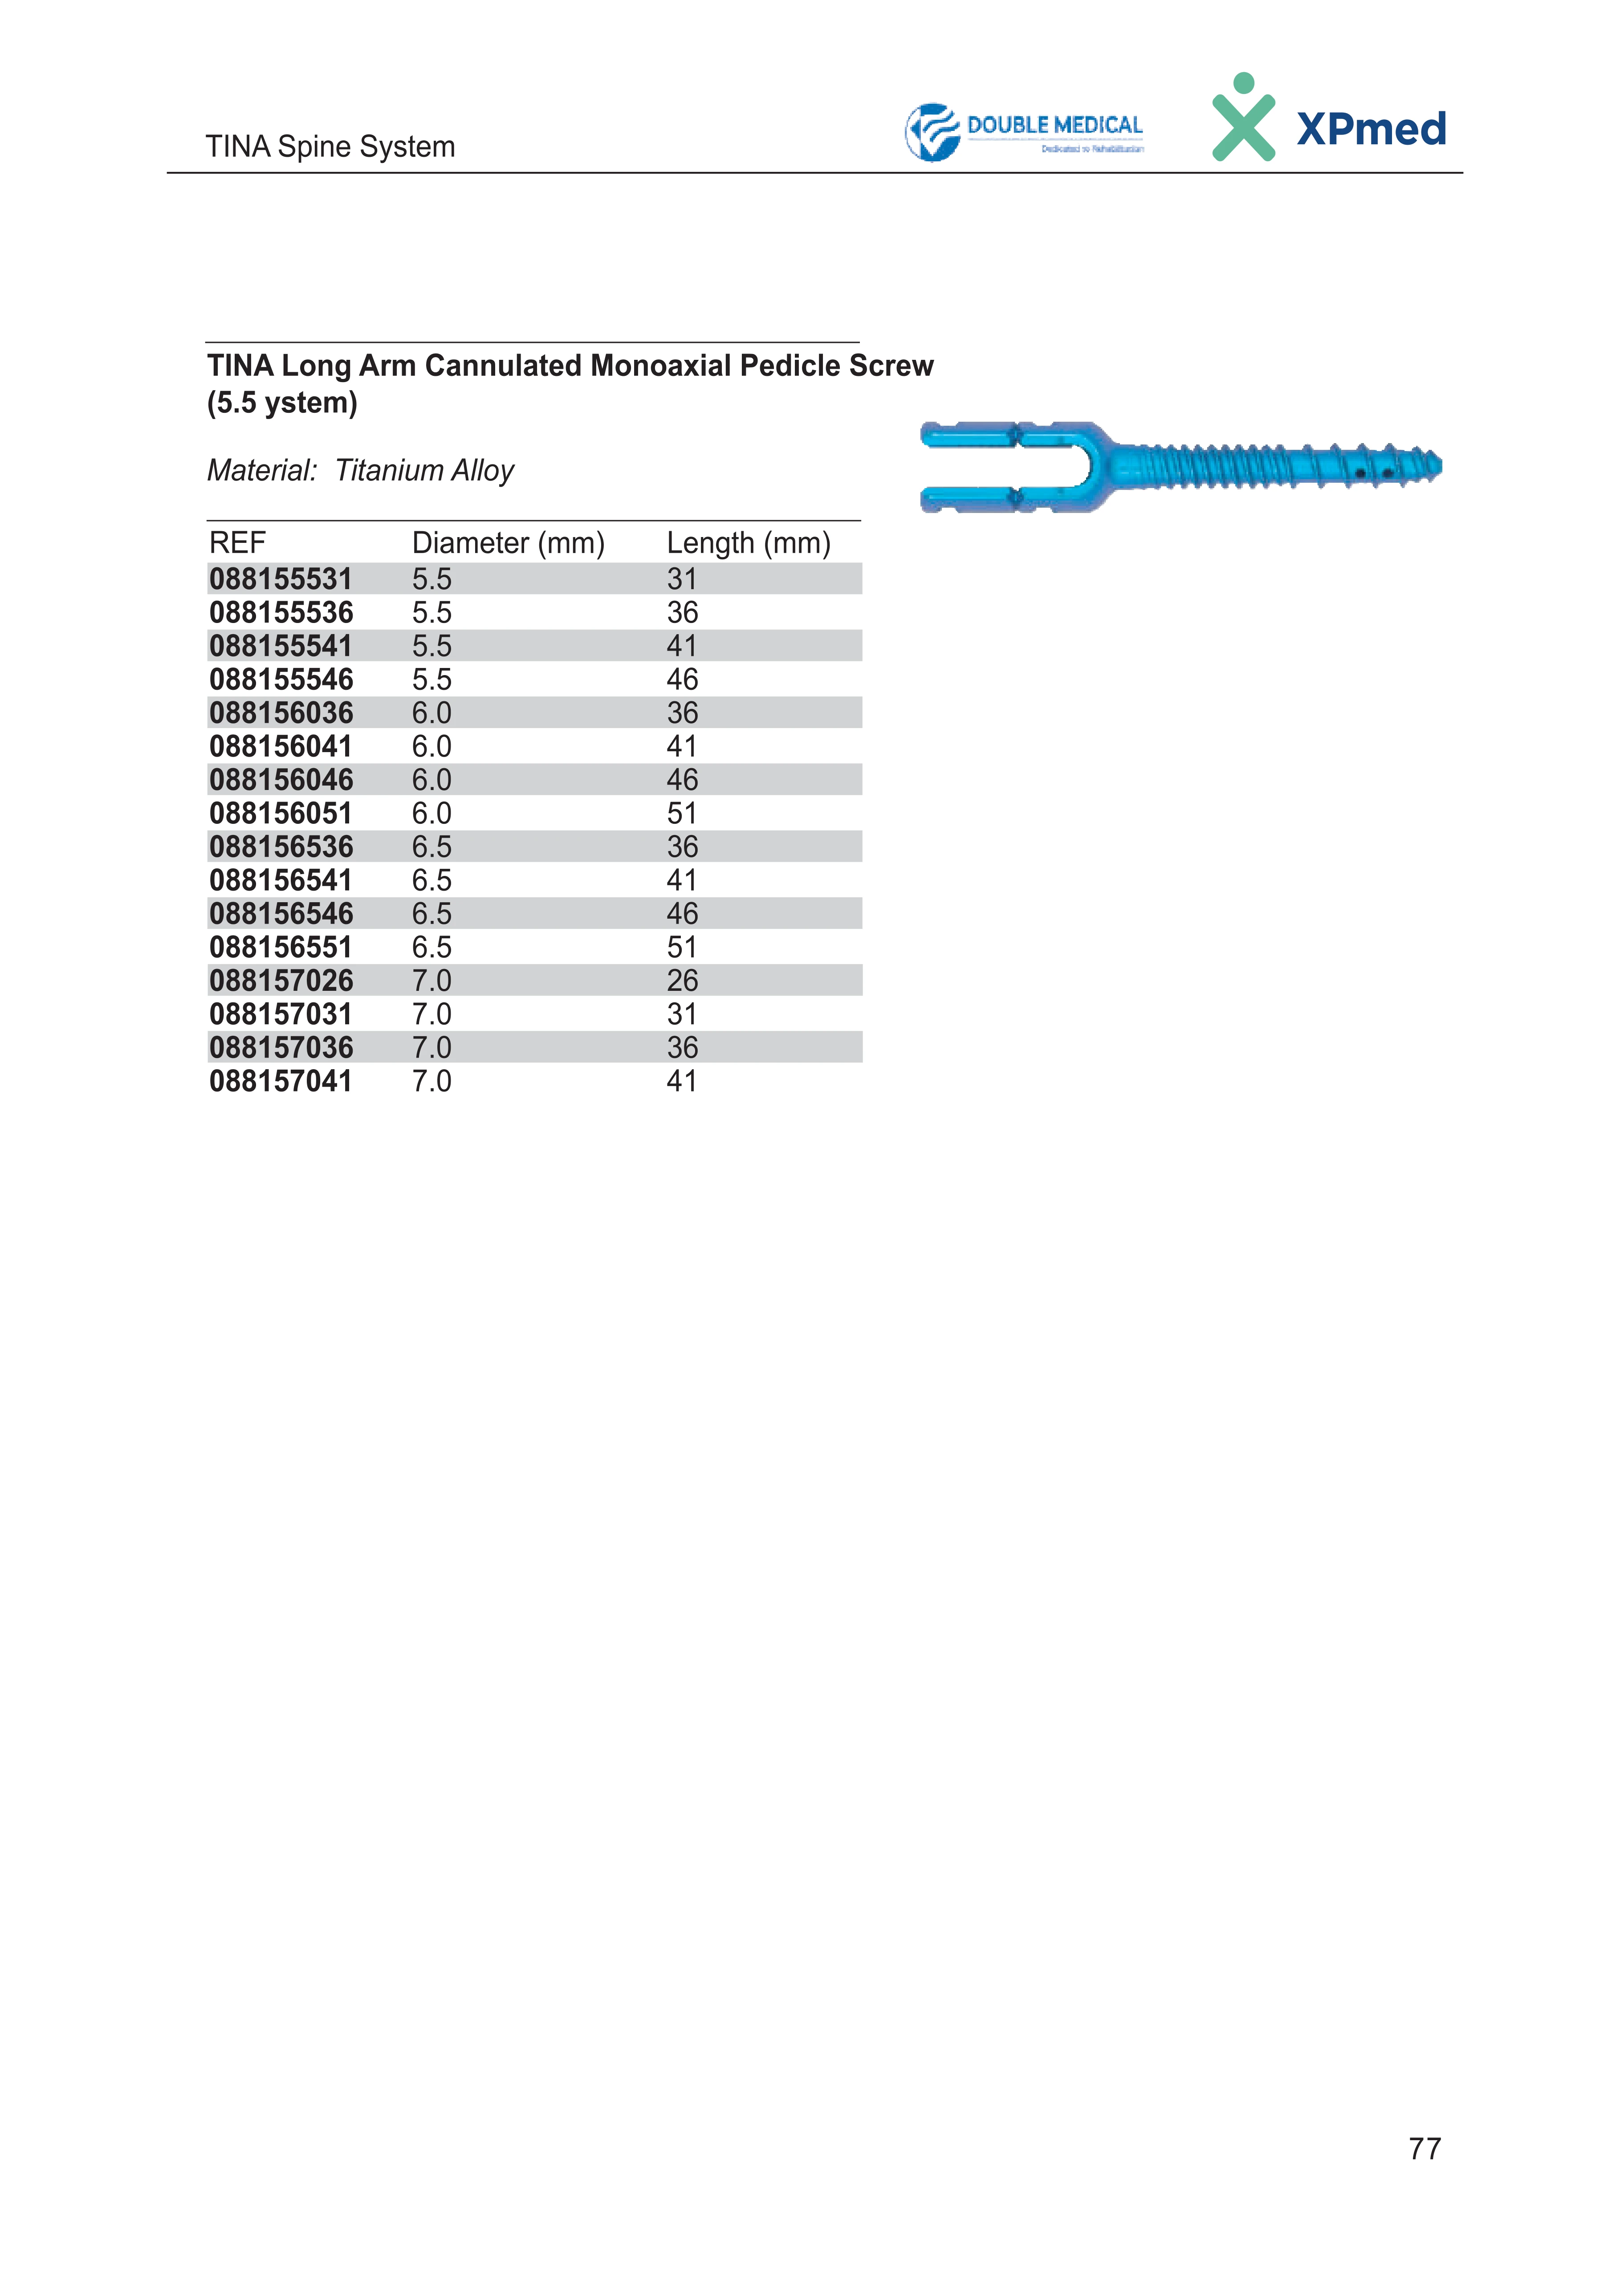 TINA Spine System
DOUBLE MEDICAL
Dedicated to Rehabilitation
XPmed
TINA Long Arm Cannulated Monoaxial Pedicle Screw
(5.5 ystem)
Material: Titanium Alloy
REF Diameter (mm) Length (mm)
088155531 5.5 31
088155536 5.5 36
088155541 5.5 41
088155546 5.5 46
088156036 6.0 36
088156041 6.0 41
088156046 6.0 46
088156051 6.0 51
088156536 6.5 36
088156541 6.5 41
088156546 6.5 46
088156551 6.5 51
088157026 7.0 26
088157031 7.0 31
088157036 7.0 36
088157041 7.0 41
77